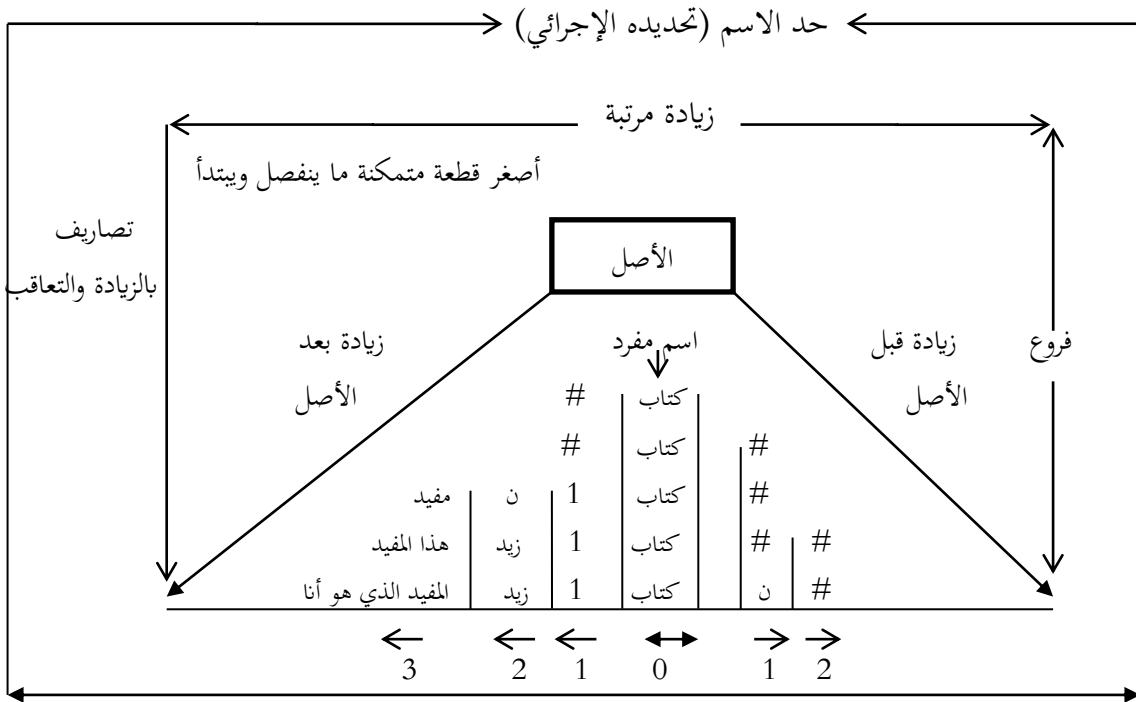 حد الاسم (تحديده الإجرائي)
زيادة مرتبة
أصغر قطعة متمكنة ما ينفصل ويبتدأ
تصاريف
بالزيادة والتعاقب
الأصل
فروع
زيادة قبل
الأصل
اسم مفرد
زيادة بعد
الأصل
كتاب #
# كتاب #
# كتاب 1 ن مفيد
# # كتاب 1 زيد هذا المفيد
# ن كتاب 1 زيد المفيد الذي هو أنا
2 1 0 1 2 3